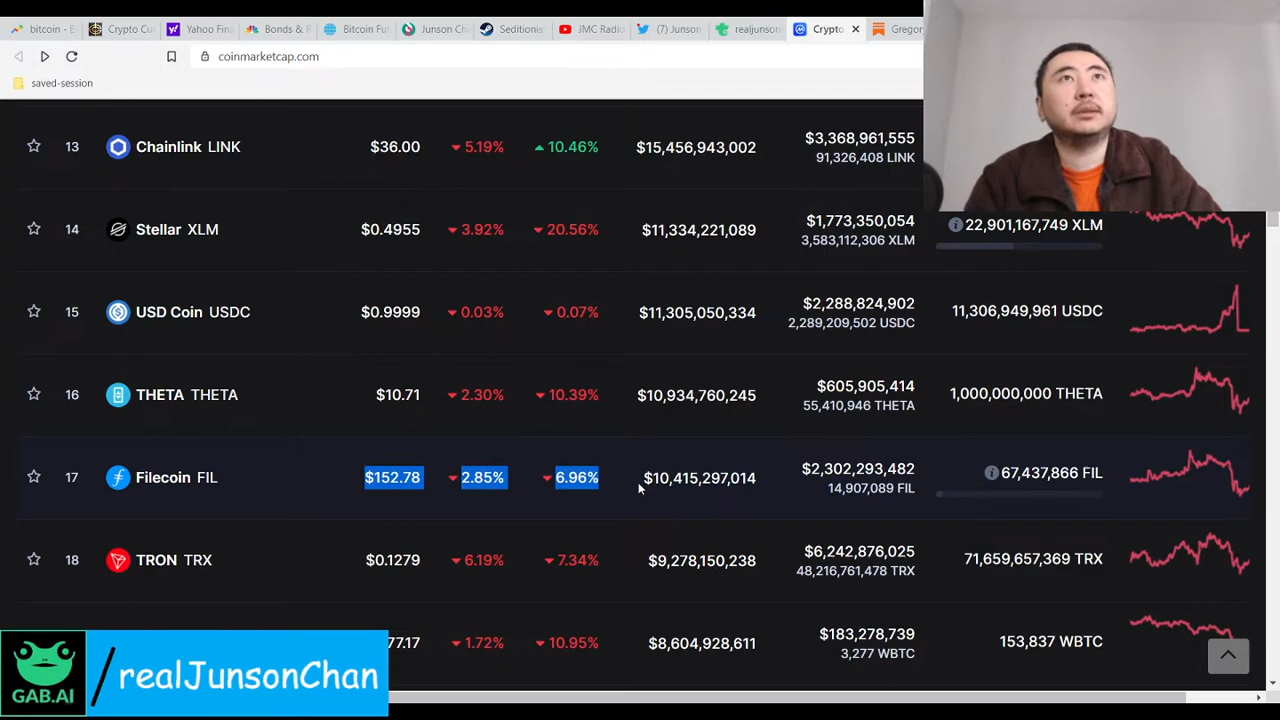 bitcoin - E
Crypto Cu
Yahoo Fina
Bonds & R
Bitcoin Fut
Junson Ch
Seditionis
JMC Radio
(7) Junson
realjunson
Crypto
Gregor
coinmarketcap.com
saved-session
13 Chainlink LINK $36.00 5.19% 10.46% $15,456,943,002 $3,368,961,555
91,326,408 LINK
14 Stellar XLM $0.4955 3.92% 20.56% $11,334,221,089 $1,773,350,054 22,901,167,749 XLM
3,583,112,306 XLM
15 USD Coin USDC $0.9999 0.03% 0.07% $11,305,050,334 $2,288,824,902 11,306,949,961 USDC
2,289,209,502 USDC
16 THETA THETA $10.71 2.30% 10.39% $10,934,760,245 $605,905,414 1,000,000,000 THETA
55,410,946 THETA
17 Filecoin FIL $152.78 2.85% 6.96% $10,415,297,014 $2,302,293,482 67,437,866 FIL
14,907,089 FIL
18 TRON TRX $0.1279 6.19% 7.34% $9,278,150,238 $6,242,876,025 71,659,657,369 TRX
48,216,761,478 TRX
77.17 1.72% 10.95% $8,604,928,611 $183,278,739 153,837 WBTC
3,277 WBTC
GAB.AI
/realJunsonChan